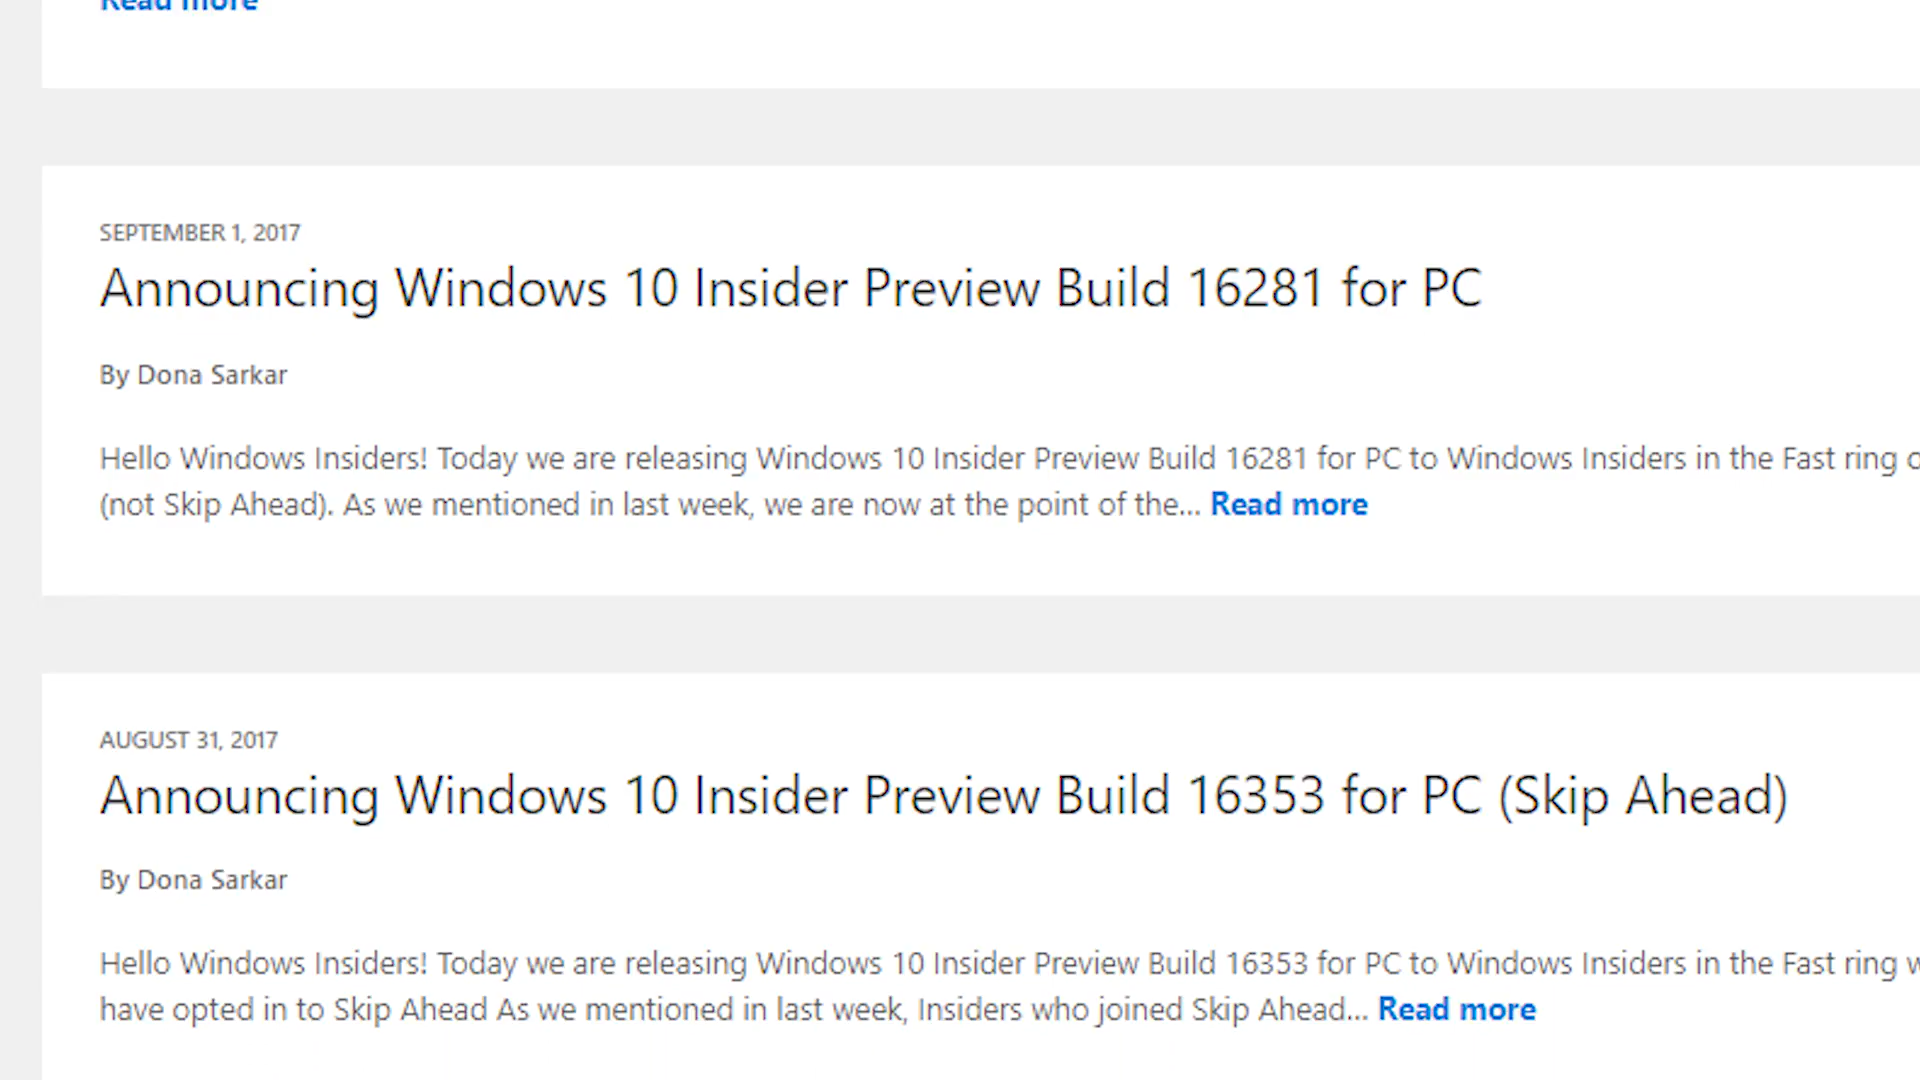 Read more
SEPTEMBER 1, 2017
Announcing Windows 10 Insider Preview Build 16281 for PC
By Dona Sarkar
Hello Windows Insiders! Today we are releasing Windows 10 Insider Preview Build 16281 for PC to Windows Insiders in the Fast ring
(not Skip Ahead). As we mentioned in last week, we are now at the point of the... Read more
AUGUST 31, 2017
Announcing Windows 10 Insider Preview Build 16353 for PC (Skip Ahead)
By Dona Sarkar
Hello Windows Insiders! Today we are releasing Windows 10 Insider Preview Build 16353 for PC to Windows Insiders in the Fast ring
have opted in to Skip Ahead As we mentioned in last week, Insiders who joined Skip Ahead... Read more